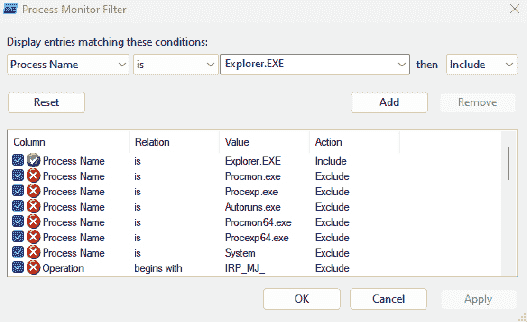 Process Monitor Filter
Display entries matching these conditions:
Process Name is Explorer.EXE then Include
Reset Add Remove
Column Relation Value Action
Process Name is Explorer.EXE Include
Process Name is Procmon.exe Exclude
Process Name is Procexp.exe Exclude
Process Name is Autoruns.exe Exclude
Process Name is Procmon64.exe Exclude
Process Name is Procexp64.exe Exclude
Process Name is System Exclude
Operation begins with IRP_MJ_ Exclude
OK Cancel Apply